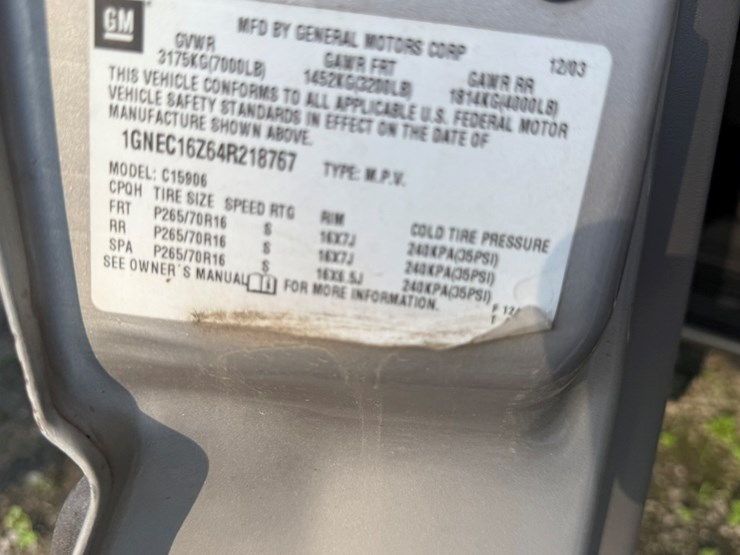 GM
MFD BY GENERAL MOTORS CORP 12/03
GVWR GAWR FRT GAWR RR
3175KG(7000LB) 1452KG(3200LB) 1814KG(4000LB)
THIS VEHICLE CONFORMS TO ALL APPLICABLE U.S. FEDERAL MOTOR
VEHICLE SAFETY STANDARDS IN EFFECT ON THE DATE OF
MANUFACTURE SHOWN ABOVE.
1GNEC16Z64R218767 TYPE: M.P.V.
MODEL: C15906
CPQH TIRE SIZE SPEED RTG RIM COLD TIRE PRESSURE
FRT P265/70R16 S 16X7J 240KPA(35PSI)
RR P265/70R16 S 16X7J 240KPA(35PSI)
SPA P265/70R16 S 16X6.5J 240KPA(35PSI)
SEE OWNER'S MANUAL FOR MORE INFORMATION.